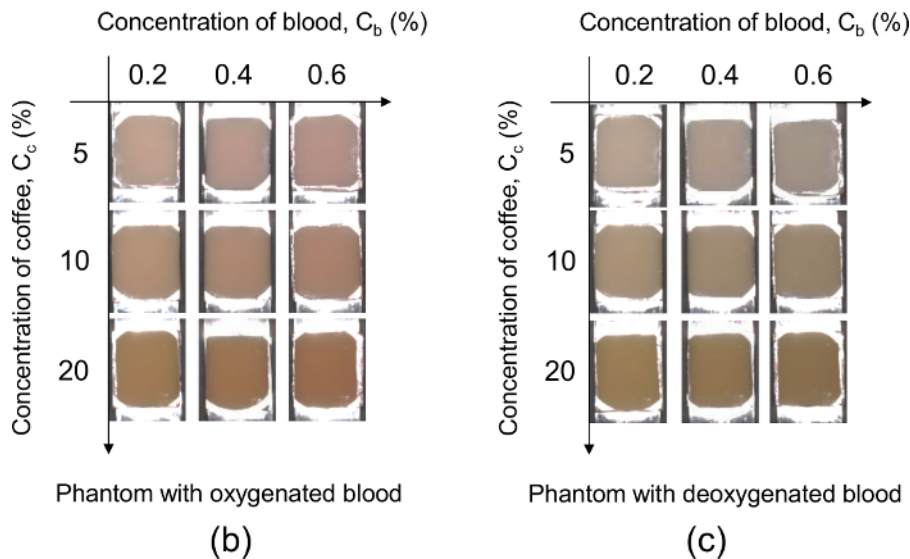 Concentration of blood, C_b (%)
0.2 0.4 0.6
Concentration of coffee, C_c (%)
5
10
20
Phantom with oxygenated blood
(b)
Concentration of blood, C_b (%)
0.2 0.4 0.6
Concentration of coffee, C_c (%)
5
10
20
Phantom with deoxygenated blood
(c)